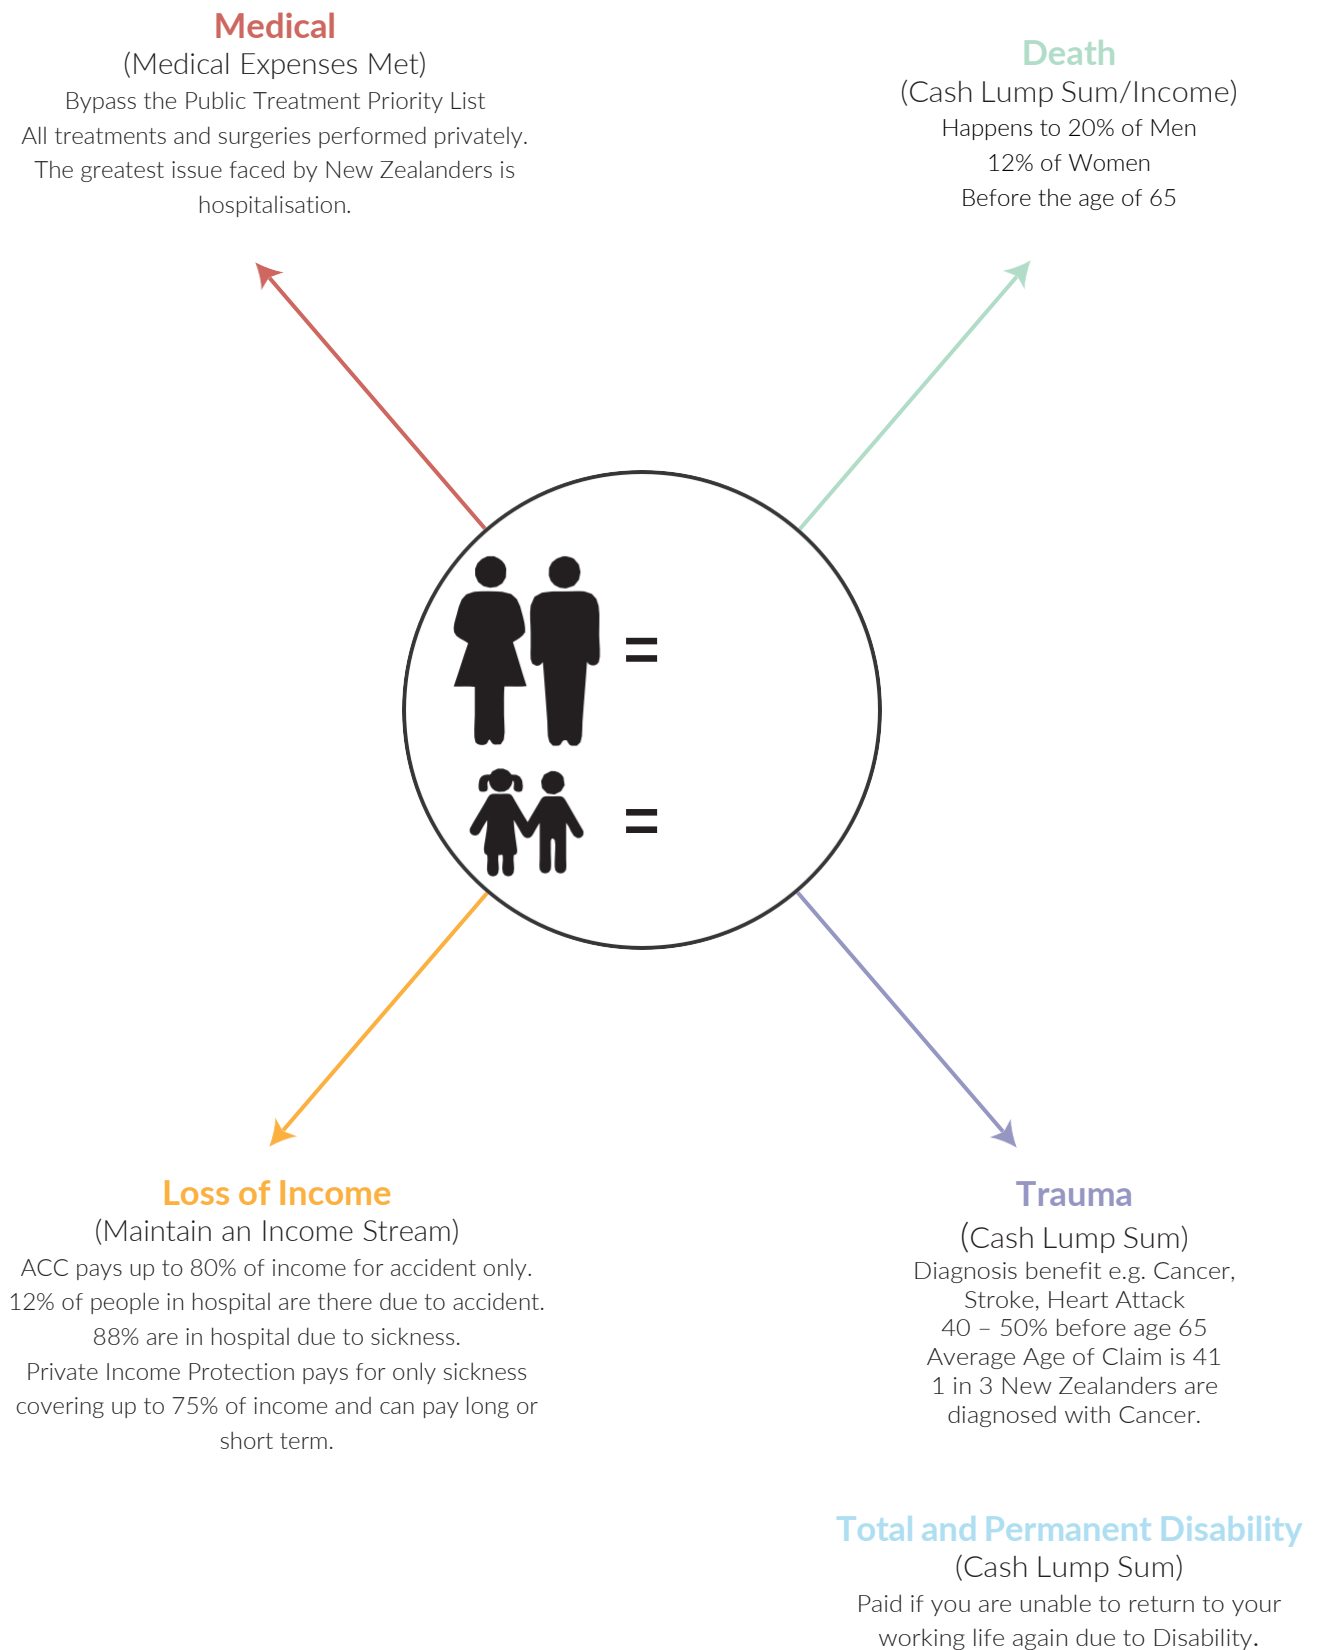 Medical
(Medical Expenses Met)
Bypass the Public Treatment Priority List
All treatments and surgeries performed privately.
The greatest issue faced by New Zealanders is
hospitalisation.
Death
(Cash Lump Sum/Income)
Happens to 20% of Men
12% of Women
Before the age of 65
=
=
Loss of Income
(Maintain an Income Stream)
ACC pays up to 80% of income for accident only.
12% of people in hospital are there due to accident.
88% are in hospital due to sickness.
Private Income Protection pays for only sickness
covering up to 75% of income and can pay long or
short term.
Trauma
(Cash Lump Sum)
Diagnosis benefit e.g. Cancer,
Stroke, Heart Attack
40 – 50% before age 65
Average Age of Claim is 41
1 in 3 New Zealanders are
diagnosed with Cancer.
Total and Permanent Disability
(Cash Lump Sum)
Paid if you are unable to return to your
working life again due to Disability.